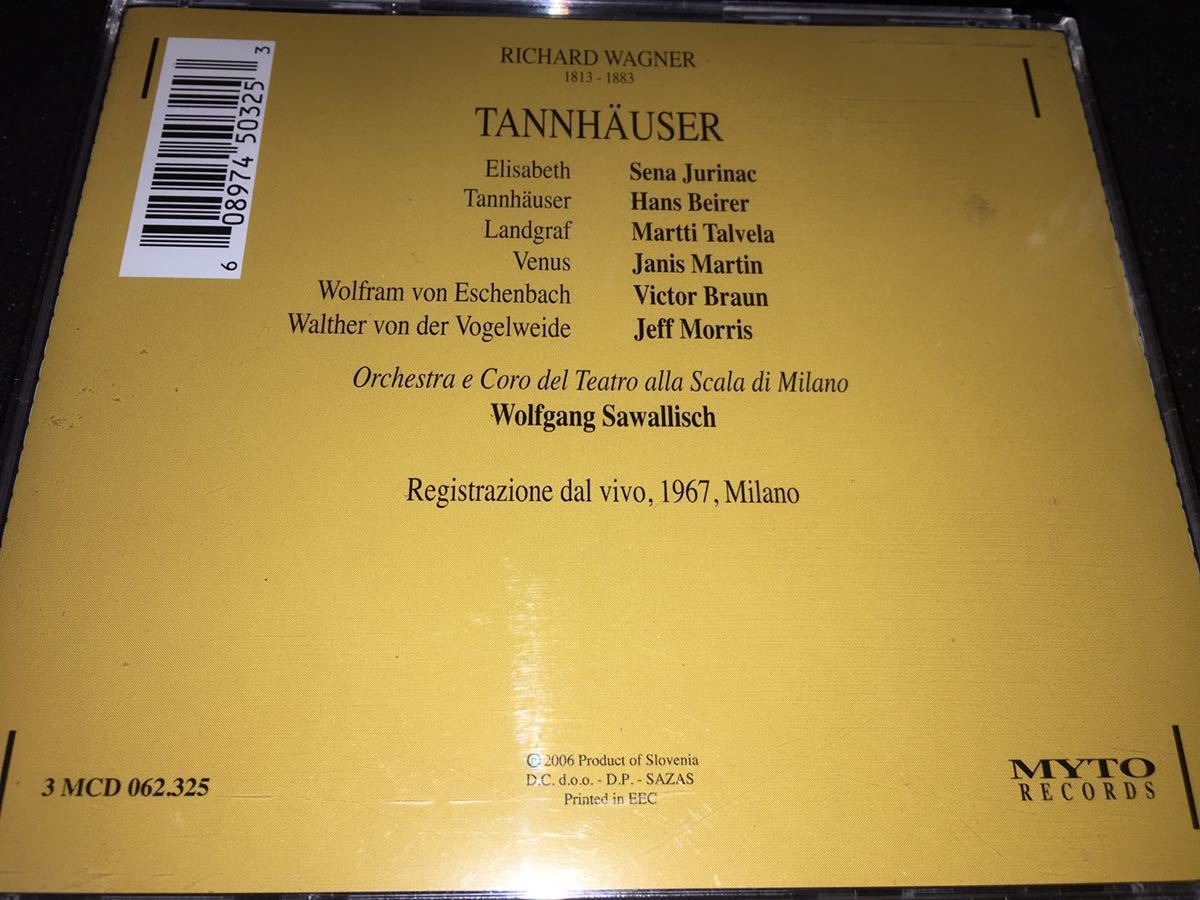 RICHARD WAGNER
1813 - 1883
TANNHÄUSER
Elisabeth Sena Jurinac
Tannhäuser Hans Beirer
Landgraf Martti Talvela
Venus Janis Martin
Wolfram von Eschenbach Victor Braun
Walther von der Vogelweide Jeff Morris
Orchestra e Coro del Teatro alla Scala di Milano
Wolfgang Sawallisch
Registrazione dal vivo, 1967, Milano
6 08974 50325 3
3 MCD 062.325
© 2006 Product of Slovenia
D.C. d.o.o. - D.P. - SAZAS
Printed in EEC
MYTO
RECORDS